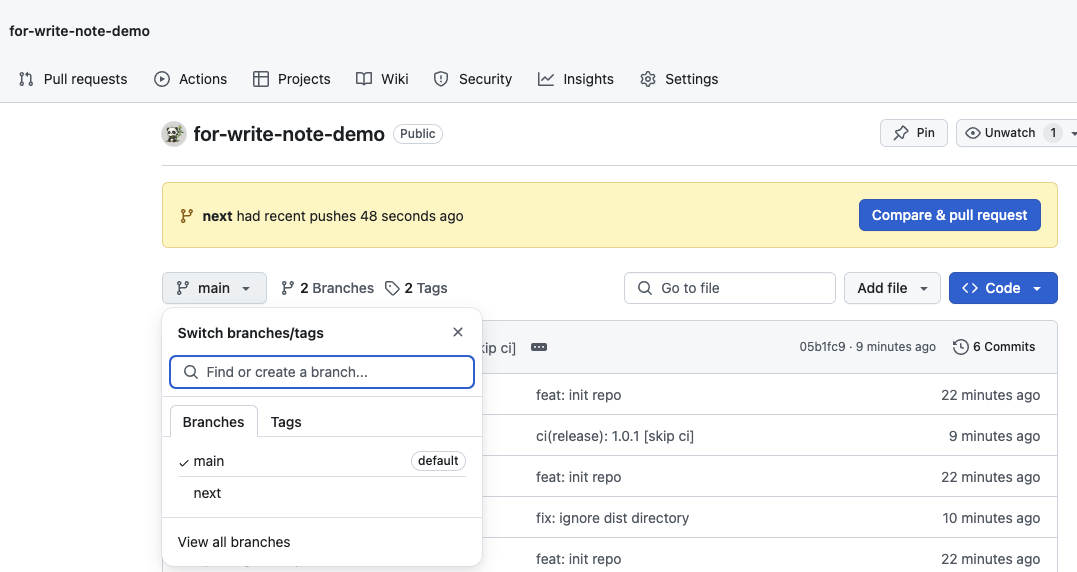 for-write-note-demo
Pull requests Actions Projects Wiki Security Insights Settings
for-write-note-demo Public Pin Unwatch 1
next had recent pushes 48 seconds ago Compare & pull request
main 2 Branches 2 Tags Go to file Add file Code
Switch branches/tags
ci] 05b1fc9 · 9 minutes ago 6 Commits
Find or create a branch...
feat: init repo 22 minutes ago
Branches Tags
ci(release): 1.0.1 [skip ci] 9 minutes ago
main default
feat: init repo 22 minutes ago
next
fix: ignore dist directory 10 minutes ago
View all branches
feat: init repo 22 minutes ago